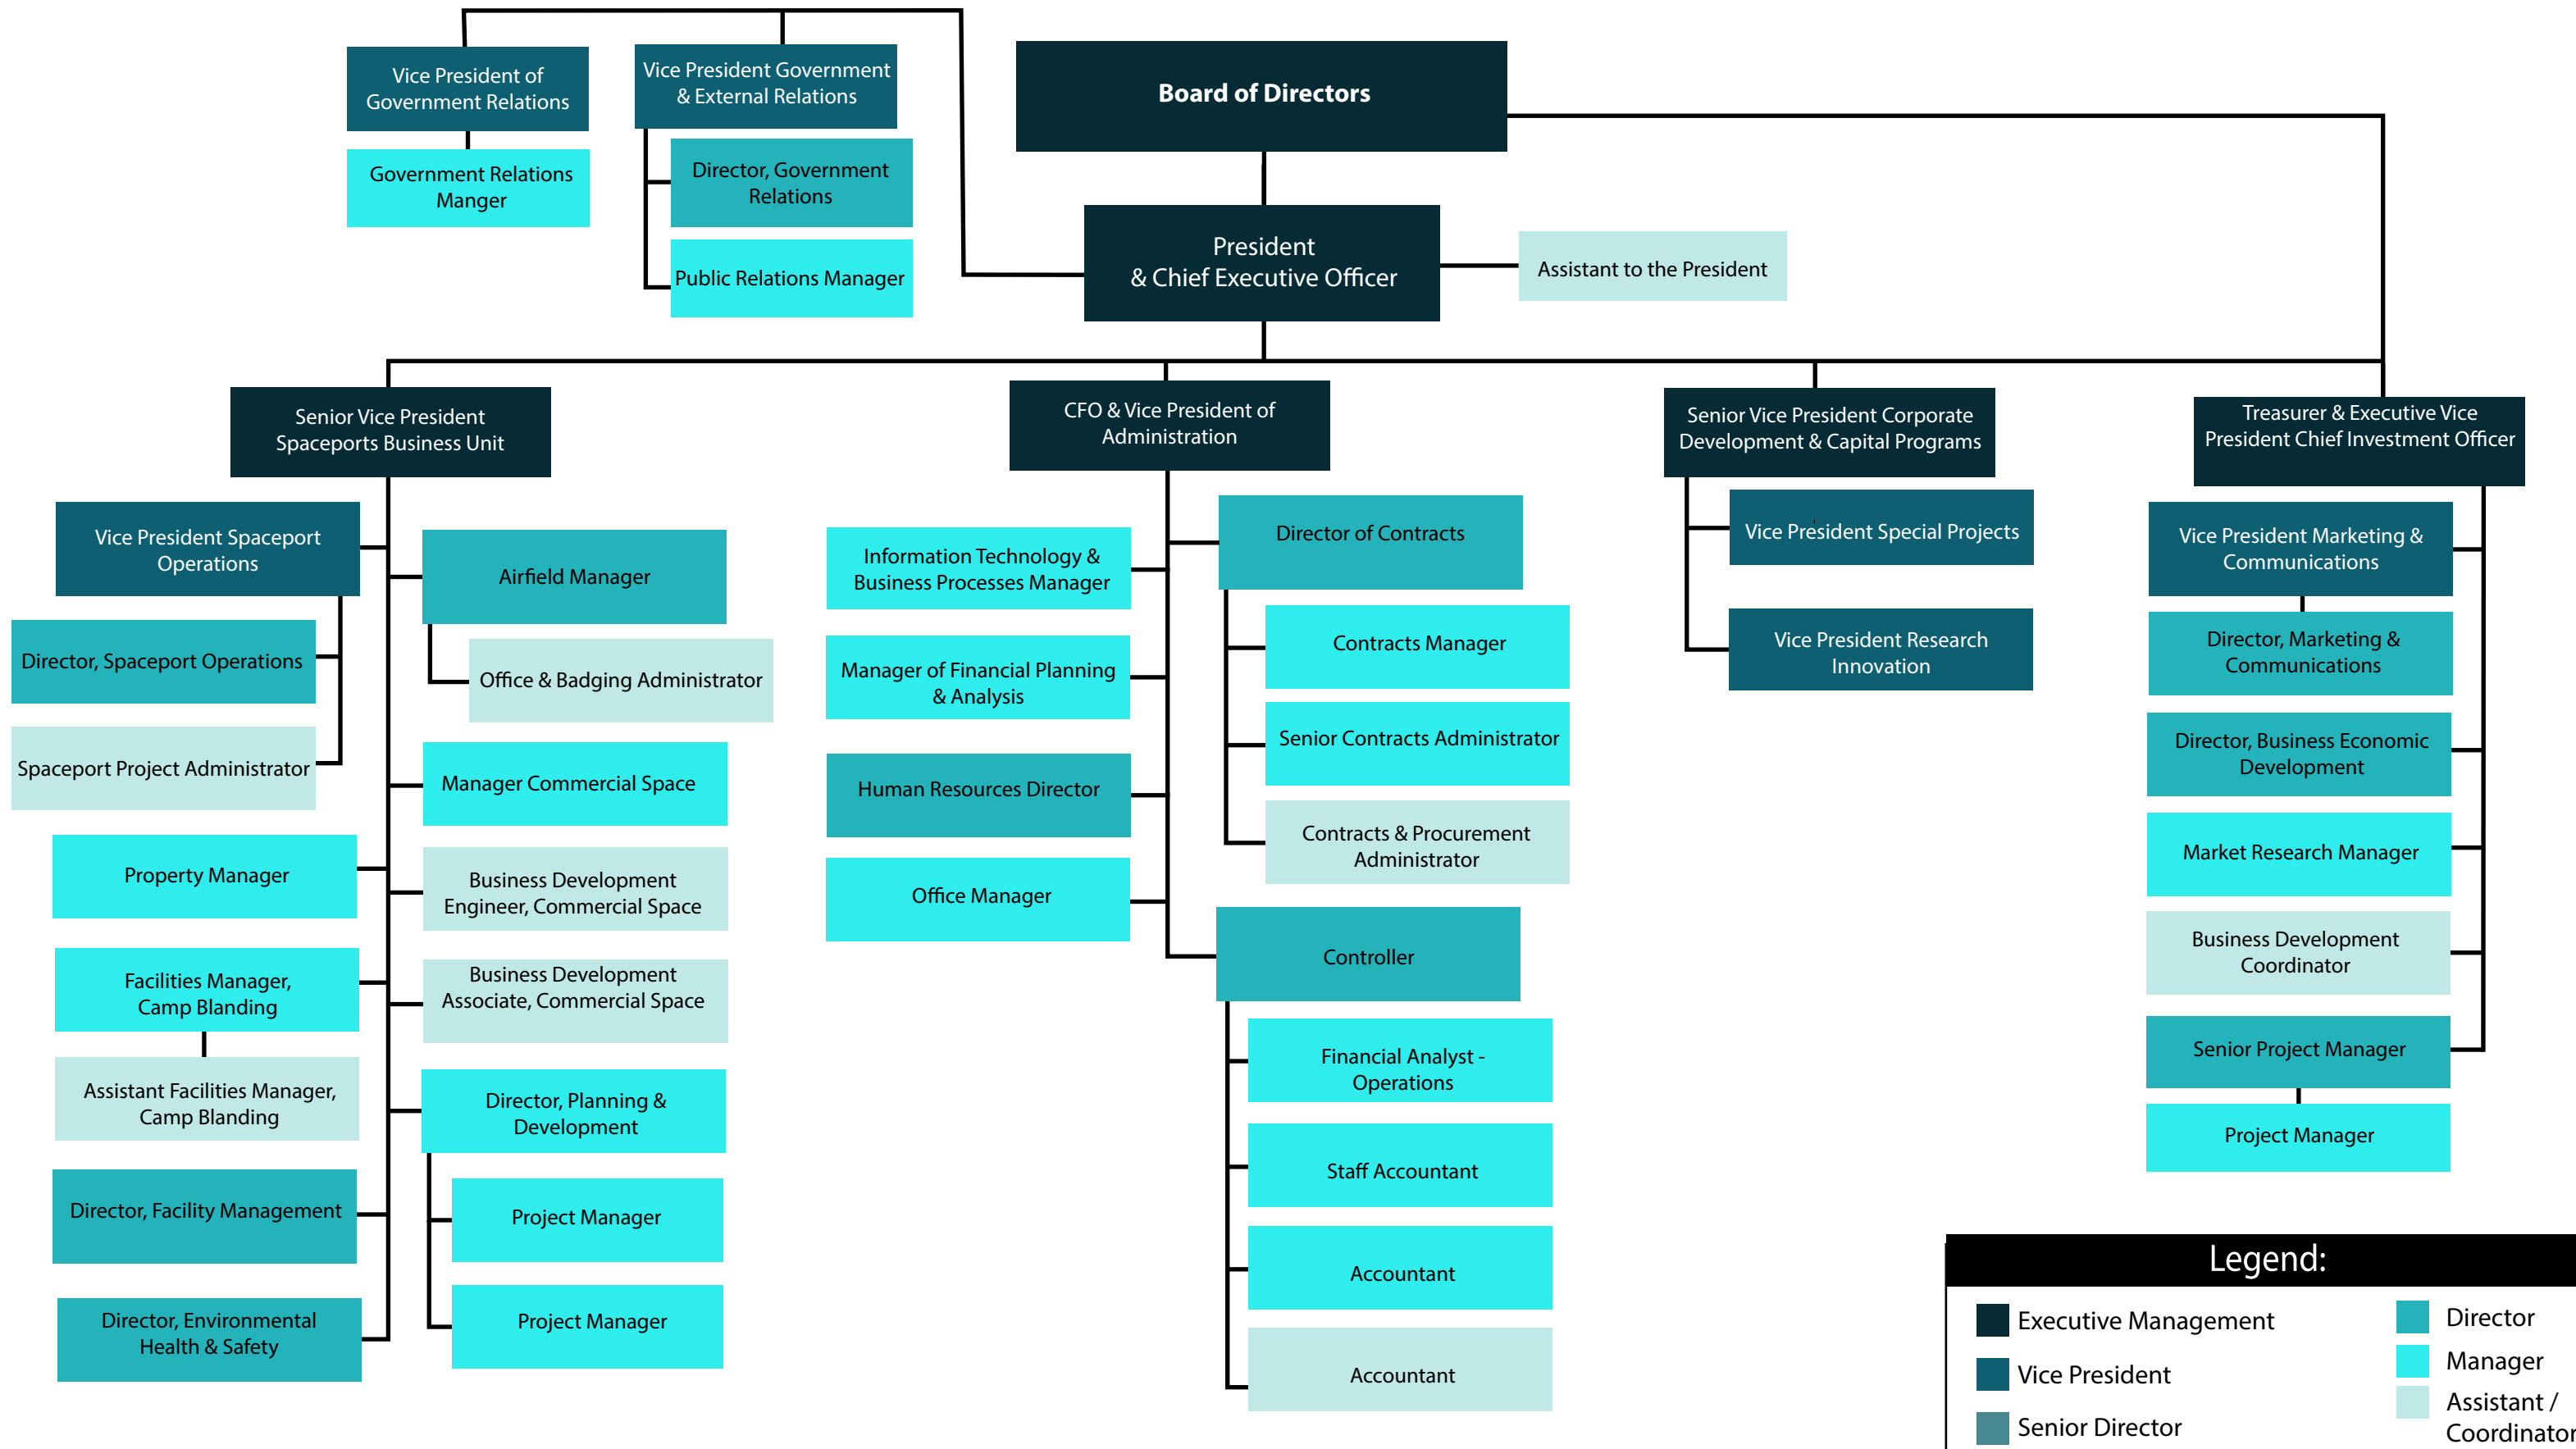 Vice President of
Government Relations
Government Relations
Manger
Vice President Government
& External Relations
Director, Government
Relations
Public Relations Manager
Board of Directors
President
& Chief Executive Officer
Assistant to the President
Senior Vice President
Spaceports Business Unit
Vice President Spaceport
Operations
Director, Spaceport Operations
Spaceport Project Administrator
Property Manager
Facilities Manager,
Camp Blanding
Assistant Facilities Manager,
Camp Blanding
Director, Facility Management
Director, Environmental
Health & Safety
Airfield Manager
Office & Badging Administrator
Manager Commercial Space
Business Development
Engineer, Commercial Space
Business Development
Associate, Commercial Space
Director, Planning &
Development
Project Manager
Project Manager
CFO & Vice President of
Administration
Information Technology &
Business Processes Manager
Manager of Financial Planning
& Analysis
Human Resources Director
Office Manager
Director of Contracts
Contracts Manager
Senior Contracts Administrator
Contracts & Procurement
Administrator
Controller
Financial Analyst -
Operations
Staff Accountant
Accountant
Accountant
Senior Vice President Corporate
Development & Capital Programs
Vice President Special Projects
Vice President Research
Innovation
Treasurer & Executive Vice
President Chief Investment Officer
Vice President Marketing &
Communications
Director, Marketing &
Communications
Director, Business Economic
Development
Market Research Manager
Business Development
Coordinator
Senior Project Manager
Project Manager
Legend:
Executive Management
Vice President
Senior Director
Director
Manager
Assistant /
Coordinator